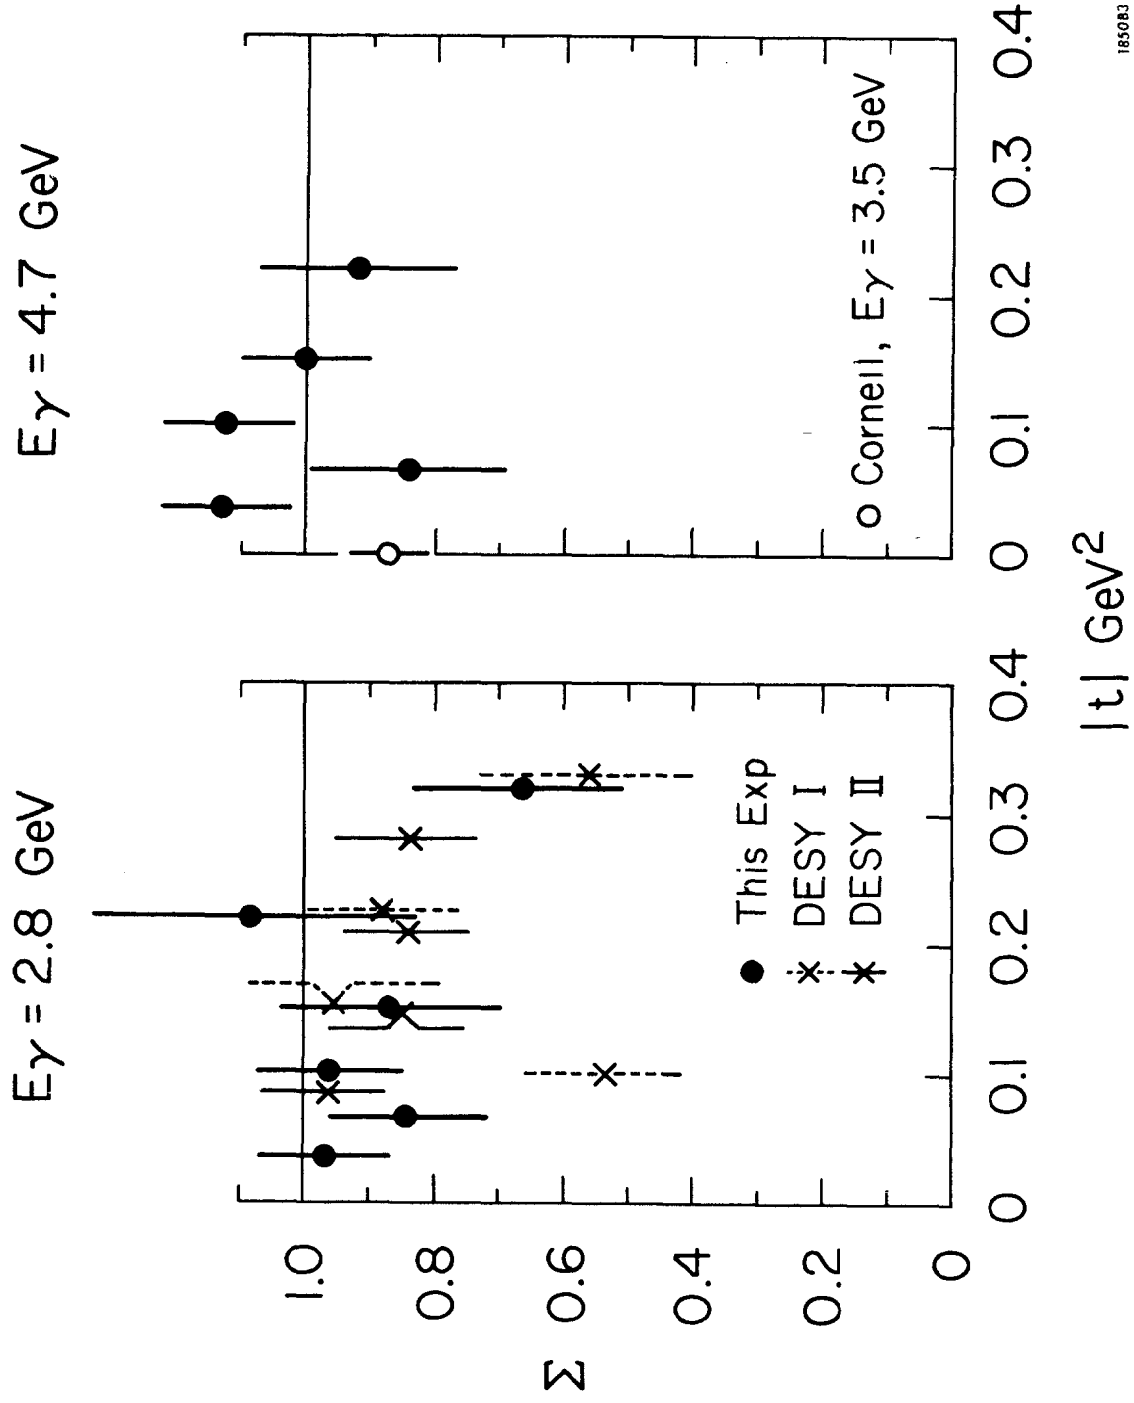 Eγ = 2.8 GeV
Eγ = 4.7 GeV
Σ
1.0
0.8
0.6
0.4
0.2
0
● This Exp
-×- DESY I
-×- DESY II
○ Cornell, Eγ = 3.5 GeV
0 0.1 0.2 0.3 0.4
0 0.1 0.2 0.3 0.4
|t| GeV²
185083